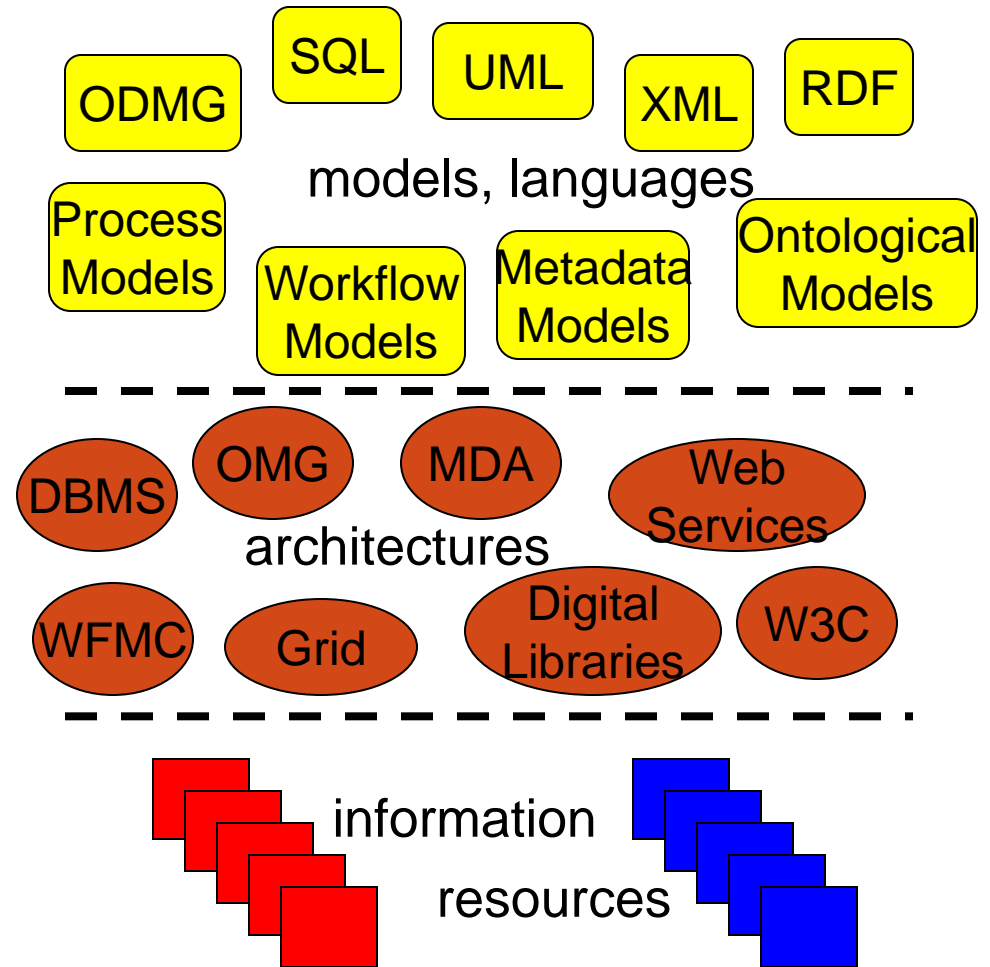 SQL
UML
ODMG
XML
RDF
models, languages
Process
Models
Workflow
Models
Metadata
Models
Ontological
Models
DBMS
OMG
MDA
Web
Services
architectures
WFMC
Grid
Digital
Libraries
W3C
information
resources